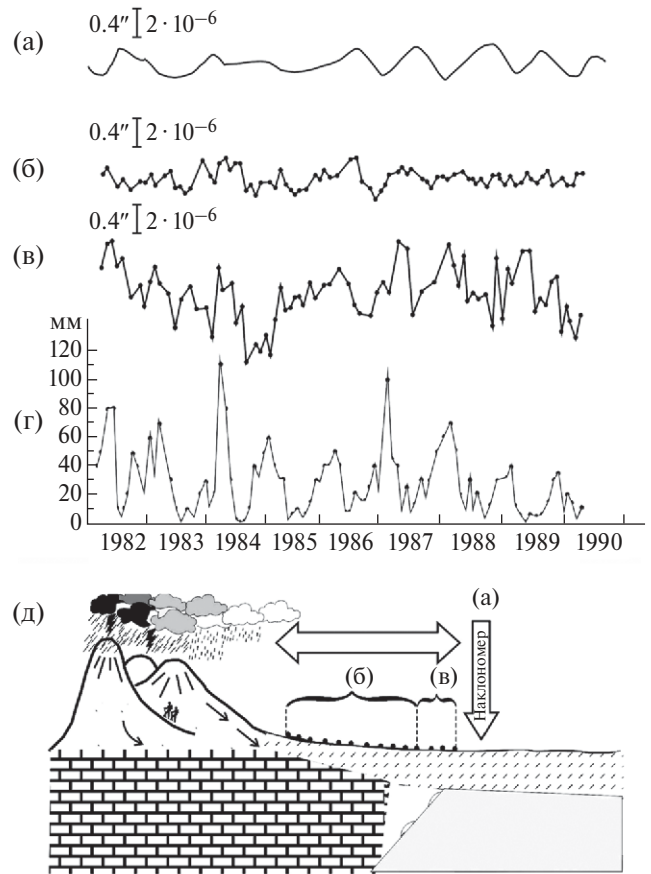 0.4″ 2 · 10⁻⁶
(а)
0.4″ 2 · 10⁻⁶
(б)
0.4″ 2 · 10⁻⁶
(в)
мм
120
100
(г)
80
60
40
20
0
1982 1983 1984 1985 1986 1987 1988 1989 1990
(д)
(а)
Наклономер
(б) (в)